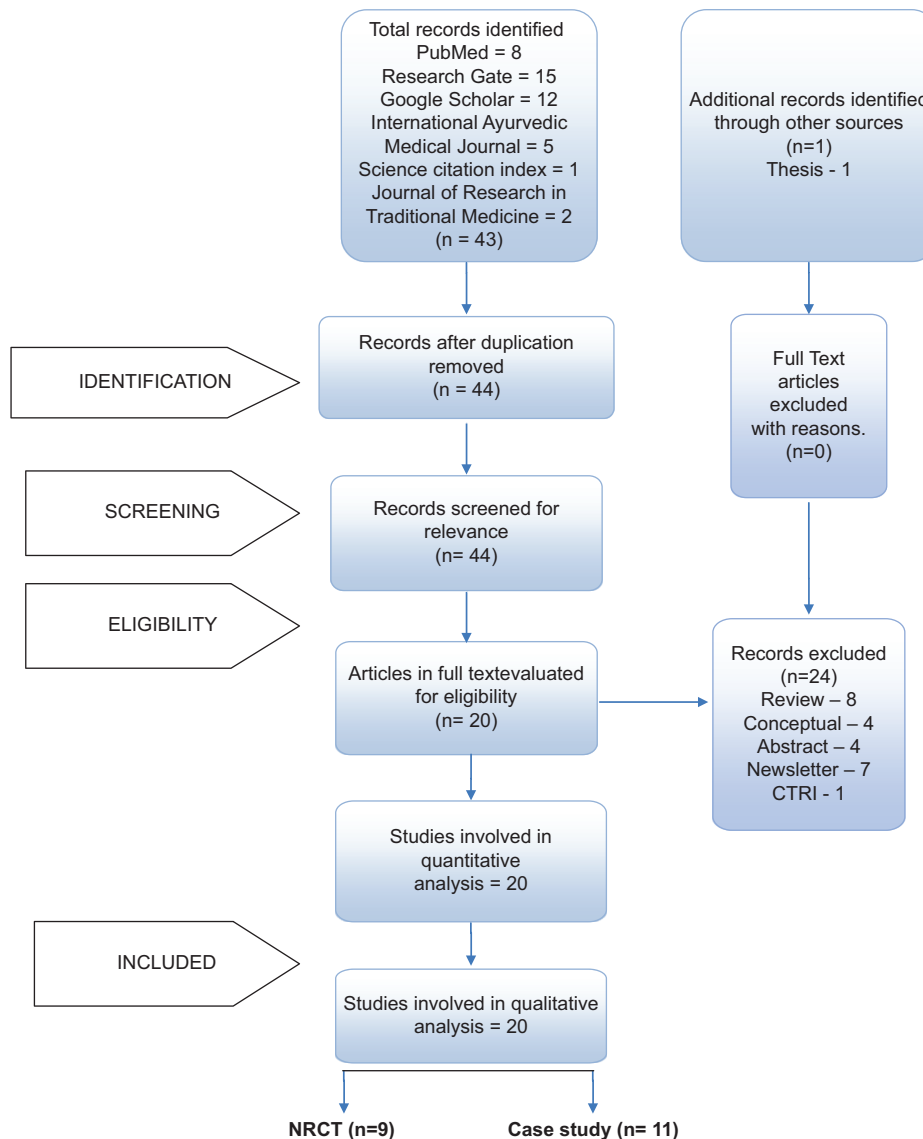 Total records identified
PubMed = 8
Research Gate = 15
Google Scholar = 12
International Ayurvedic
Medical Journal = 5
Science citation index = 1
Journal of Research in
Traditional Medicine = 2
(n = 43)
Additional records identified
through other sources
(n=1)
Thesis - 1
IDENTIFICATION
Records after duplication
removed
(n = 44)
Full Text
articles
excluded
with reasons.
(n=0)
SCREENING
Records screened for
relevance
(n= 44)
ELIGIBILITY
Articles in full textevaluated
for eligibility
(n= 20)
Records excluded
(n=24)
Review – 8
Conceptual – 4
Abstract – 4
Newsletter – 7
CTRI - 1
Studies involved in
quantitative
analysis = 20
INCLUDED
Studies involved in qualitative
analysis = 20
NRCT (n=9)
Case study (n= 11)